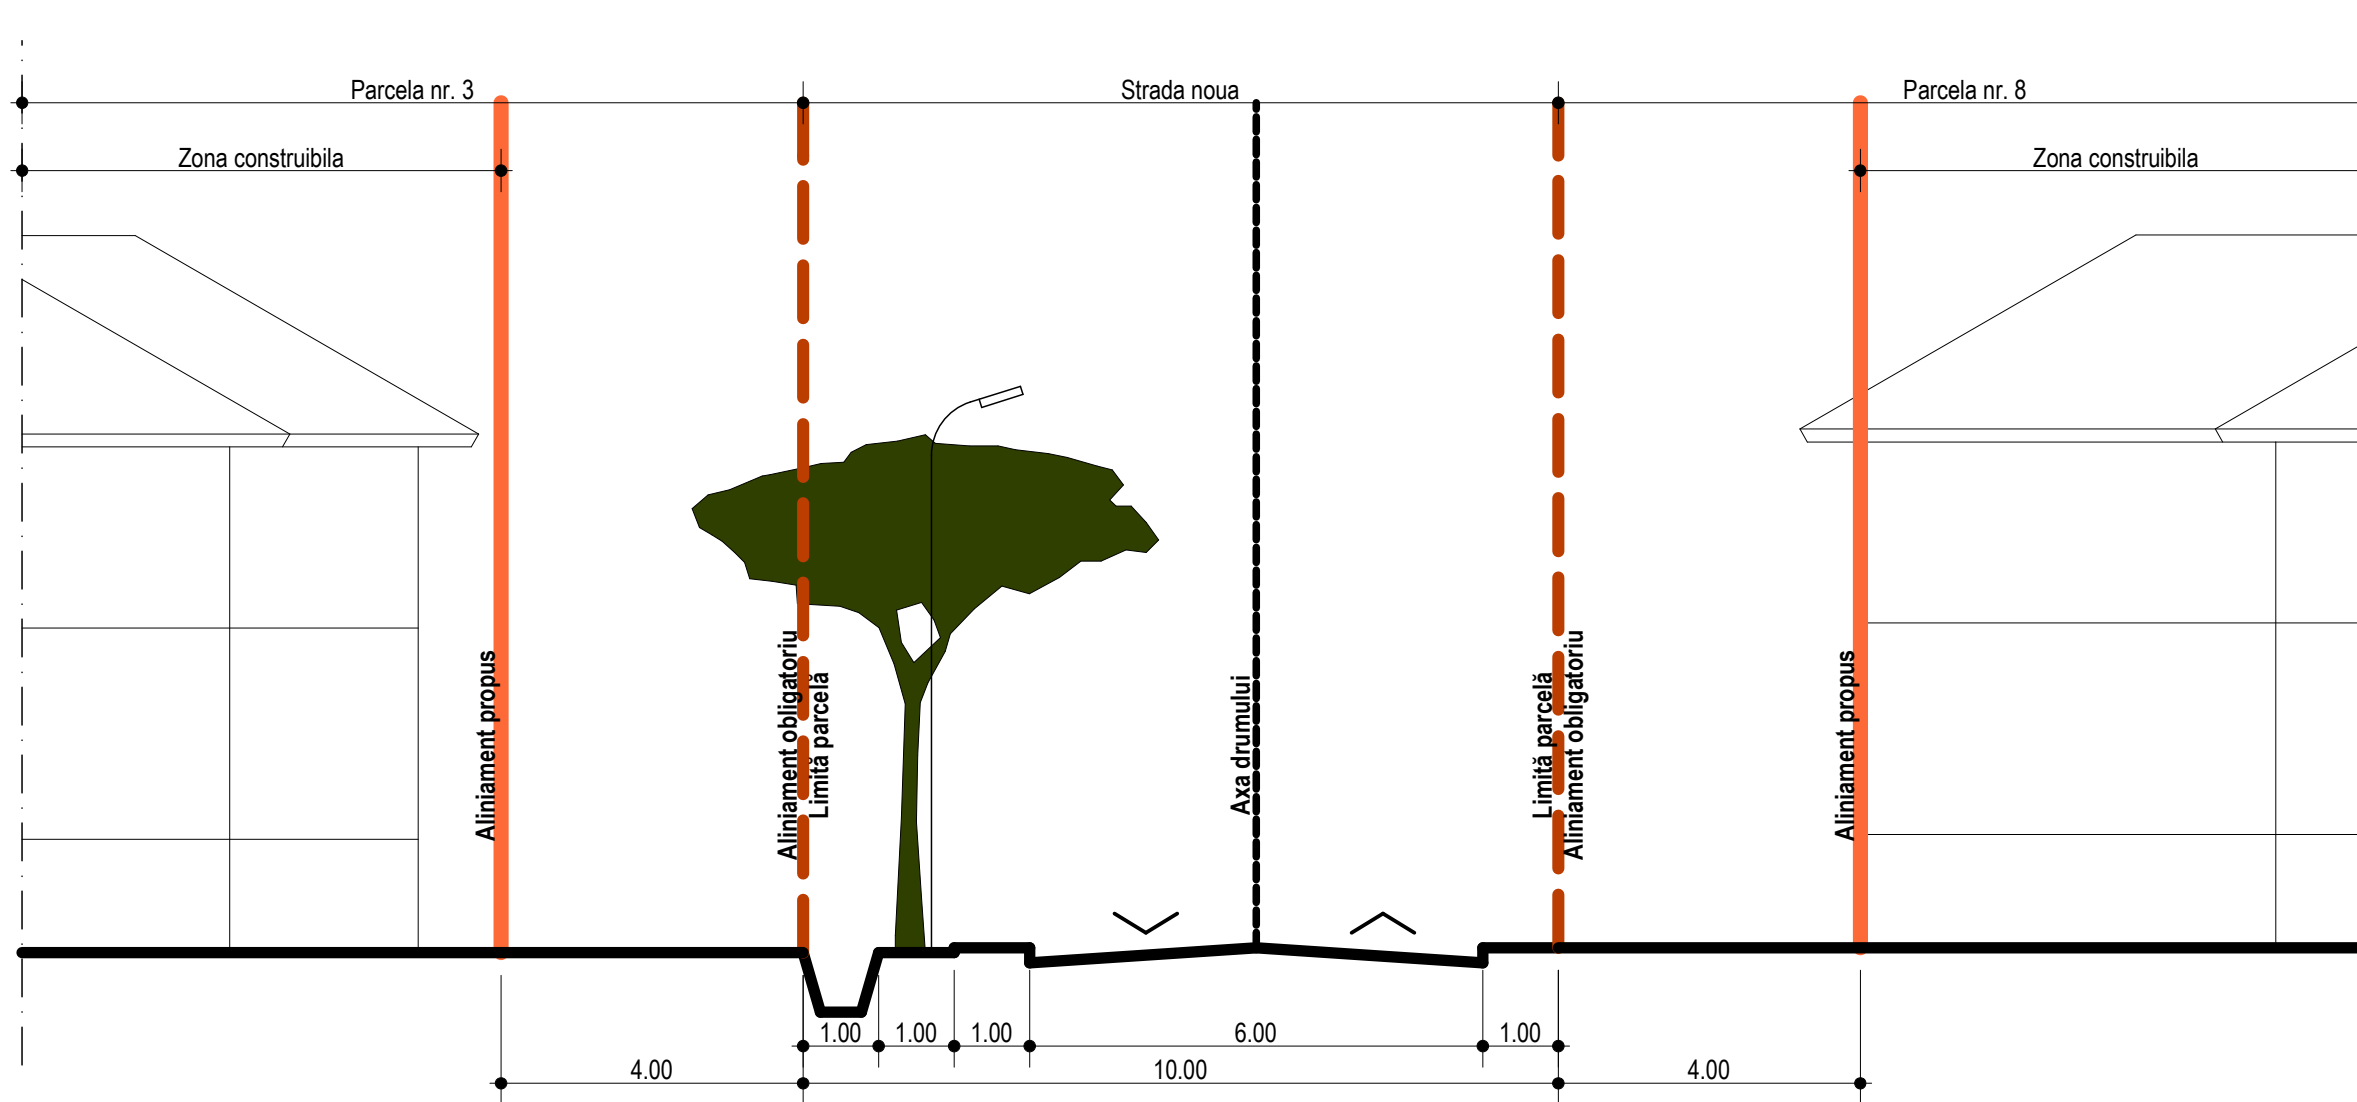 Parcela nr. 3
Strada noua
Parcela nr. 8
Zona construibila
Zona construibila
Aliniament propus
Aliniament obligatoriu
Limită parcelă
Axa drumului
Limită parcelă
Aliniament obligatoriu
Aliniament propus
1.00
1.00
1.00
6.00
1.00
4.00
10.00
4.00